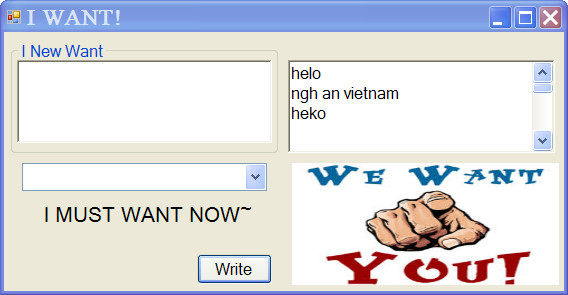 I WANT!
I New Want
helo
ngh an vietnam
heko
I MUST WANT NOW~
Write
WE WANT
YOU!